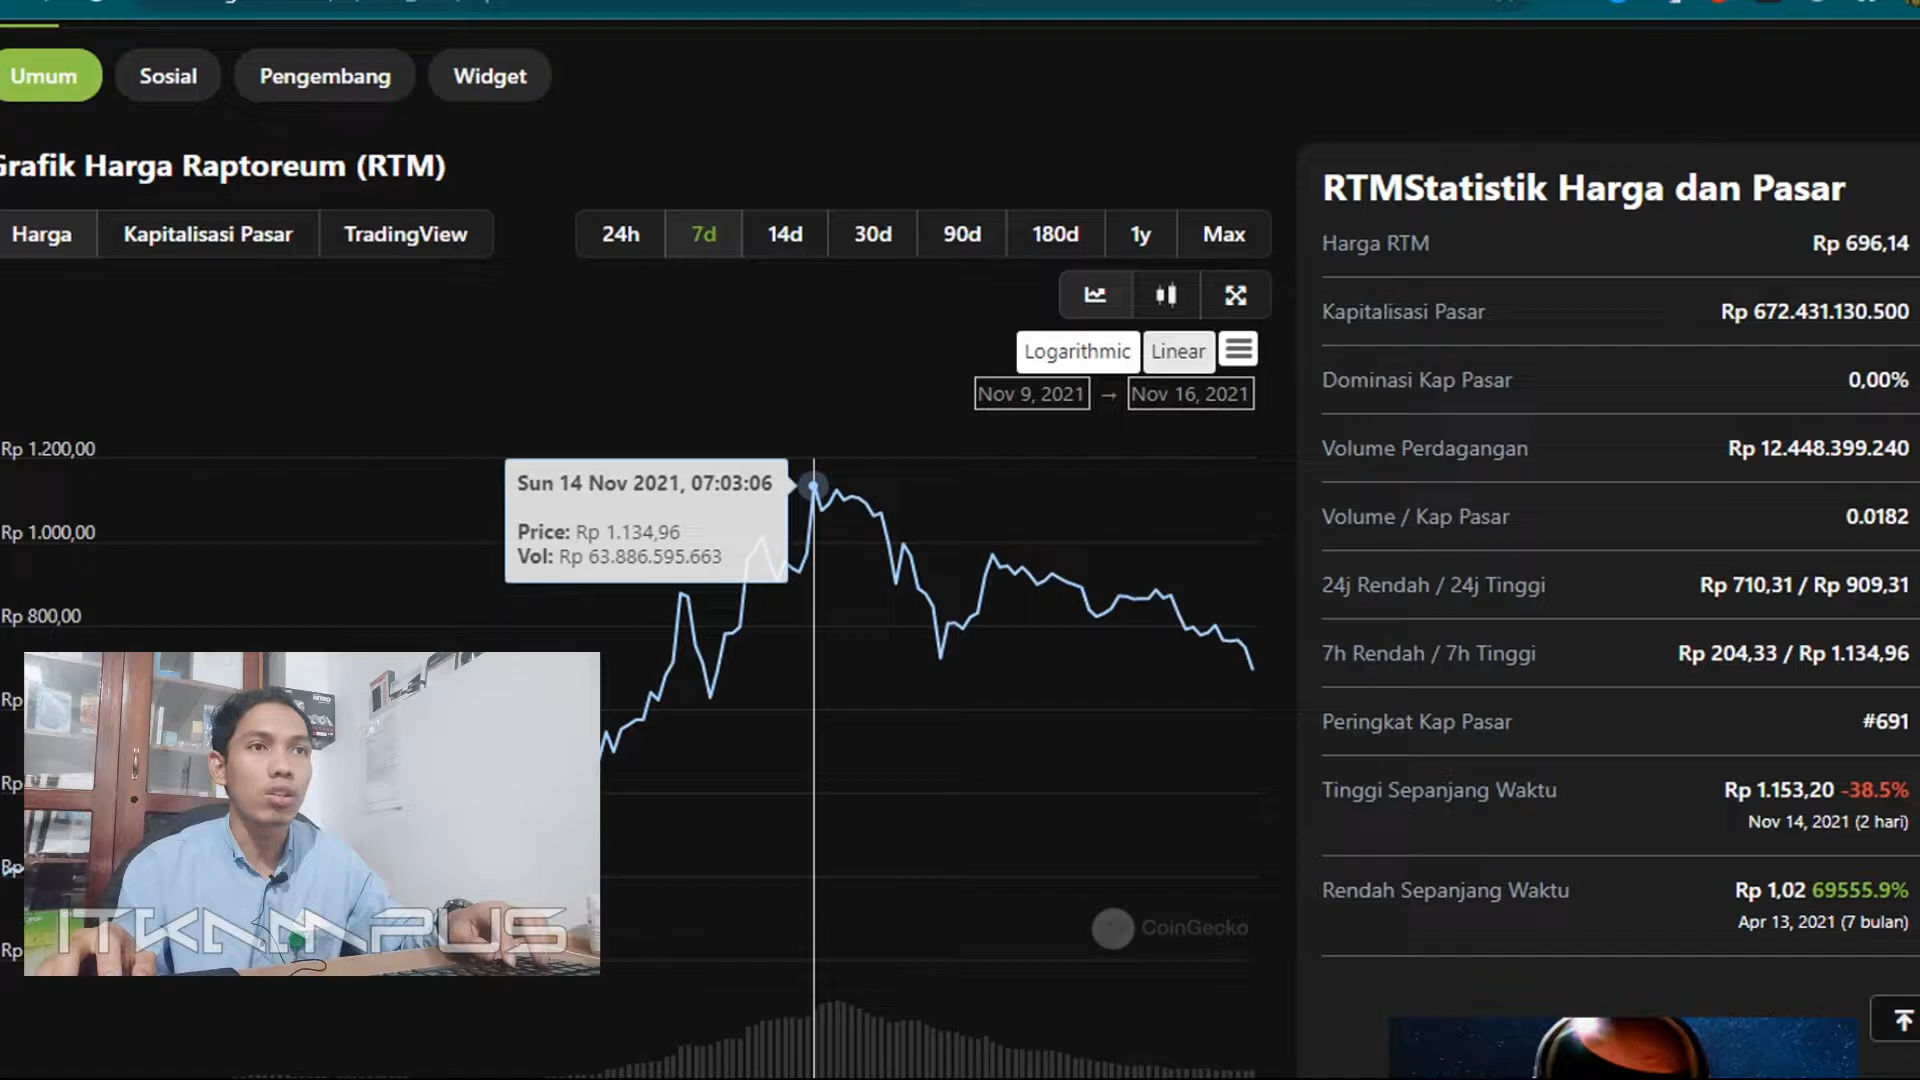 Umum Sosial Pengembang Widget
Grafik Harga Raptoreum (RTM)
Harga Kapitalisasi Pasar TradingView 24h 7d 14d 30d 90d 180d 1y Max
Logarithmic Linear
Nov 9, 2021 → Nov 16, 2021
Rp 1.200,00
Rp 1.000,00
Rp 800,00
Rp
Rp
Rp
Rp
Sun 14 Nov 2021, 07:03:06
Price: Rp 1.134,96
Vol: Rp 63.886.595.663
CoinGecko
NITRO
ITKAMPUS
RTMStatistik Harga dan Pasar
Harga RTM Rp 696,14
Kapitalisasi Pasar Rp 672.431.130.500
Dominasi Kap Pasar 0,00%
Volume Perdagangan Rp 12.448.399.240
Volume / Kap Pasar 0.0182
24j Rendah / 24j Tinggi Rp 710,31 / Rp 909,31
7h Rendah / 7h Tinggi Rp 204,33 / Rp 1.134,96
Peringkat Kap Pasar #691
Tinggi Sepanjang Waktu Rp 1.153,20 -38.5%
Nov 14, 2021 (2 hari)
Rendah Sepanjang Waktu Rp 1,02 69555.9%
Apr 13, 2021 (7 bulan)